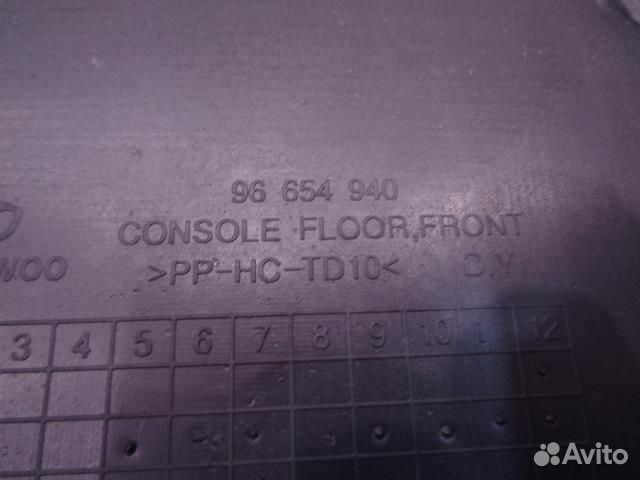 96 654 940
CONSOLE FLOOR,FRONT
WOO >PP-HC-TD10< D.Y
3 4 5 6 7 8 9 10 11 12
Avito